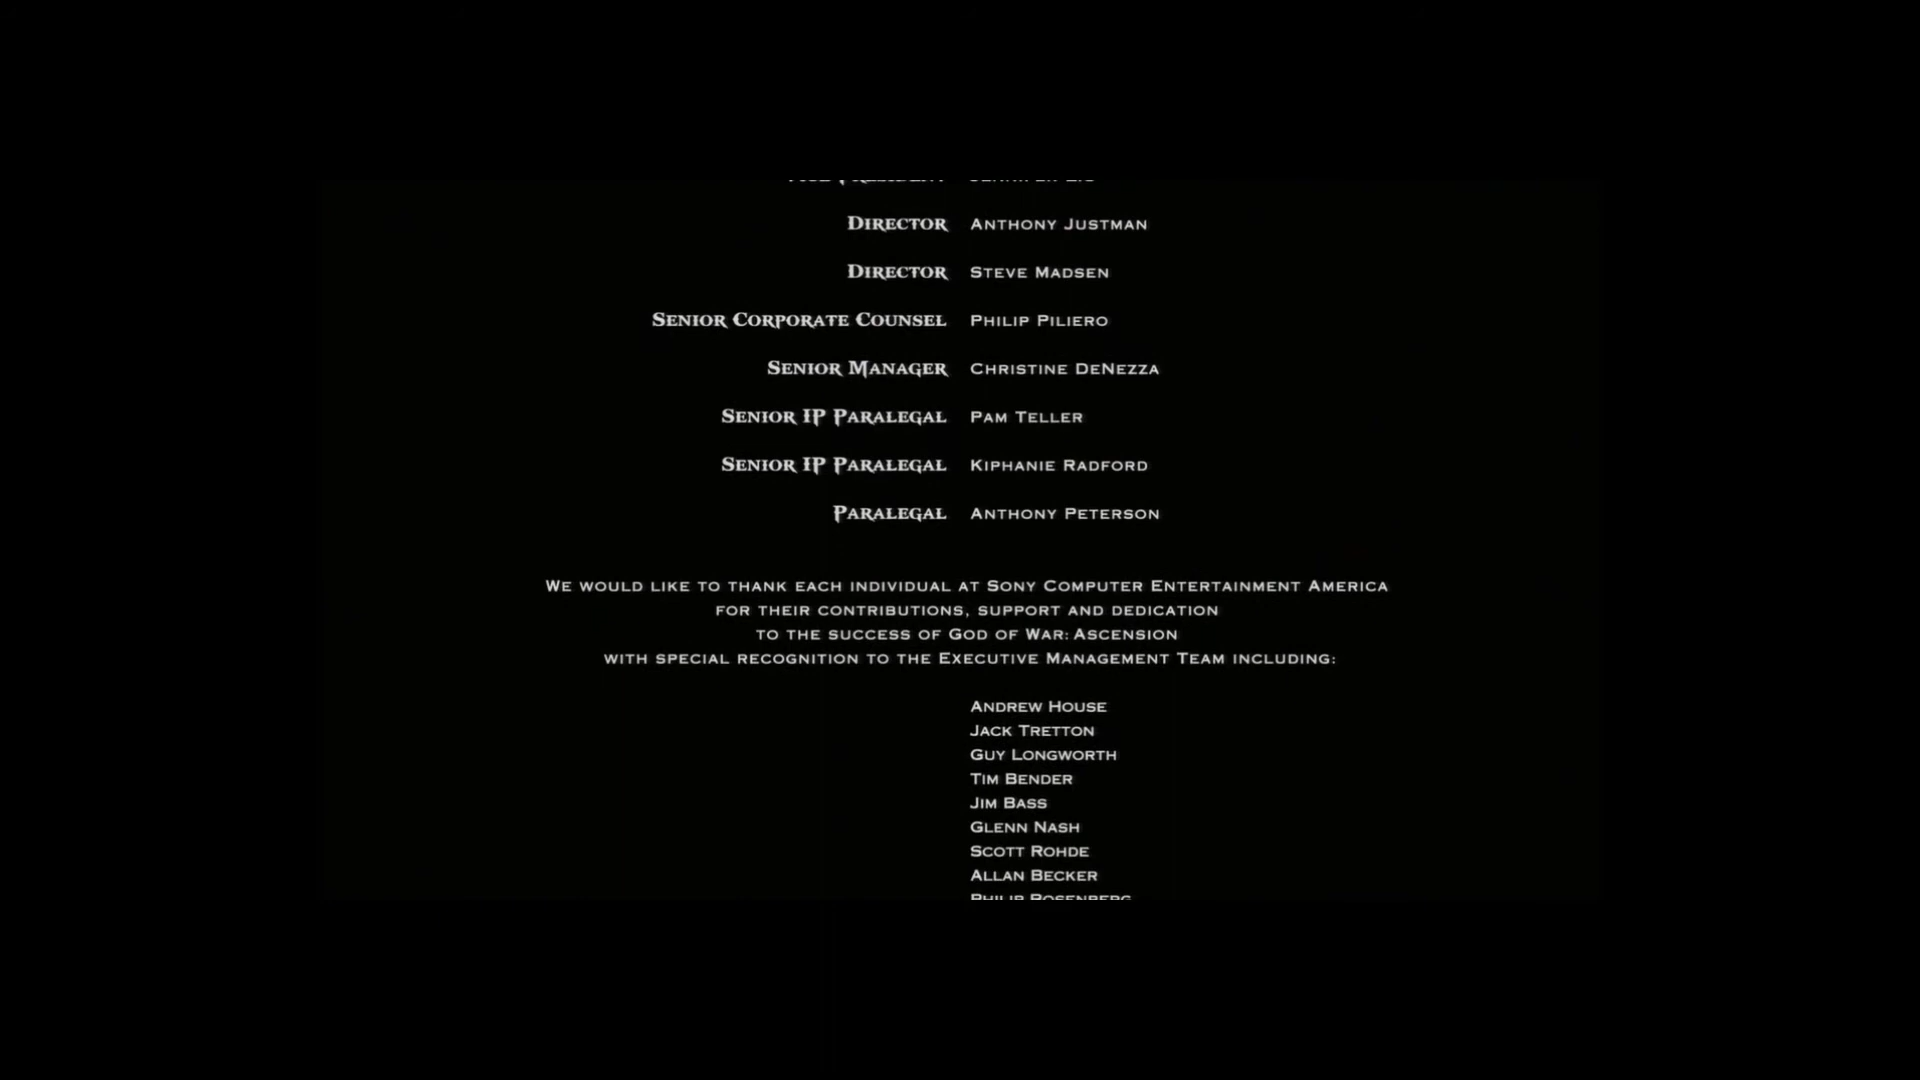 Director Anthony Justman
Director Steve Madsen
Senior Corporate Counsel Philip Piliero
Senior Manager Christine DeNezza
Senior IP Paralegal Pam Teller
Senior IP Paralegal Kiphanie Radford
Paralegal Anthony Peterson
We would like to thank each individual at Sony Computer Entertainment America
for their contributions, support and dedication
to the success of God of War: Ascension
with special recognition to the Executive Management Team including:
Andrew House
Jack Tretton
Guy Longworth
Tim Bender
Jim Bass
Glenn Nash
Scott Rohde
Allan Becker
Philip Rosenberg